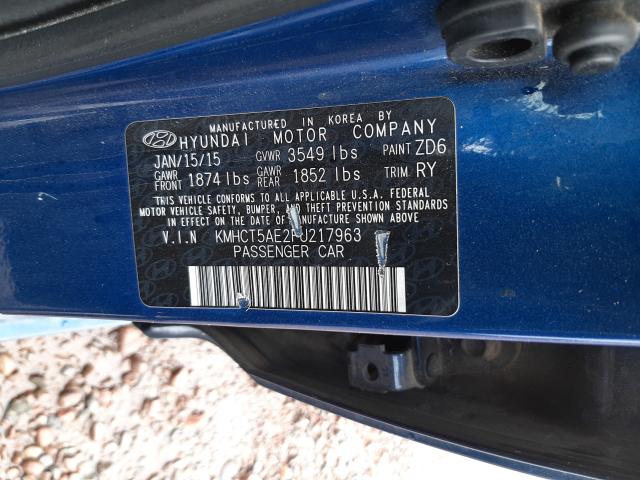 MANUFACTURED IN KOREA BY
HYUNDAI MOTOR COMPANY
JAN/15/15 GVWR 3549 lbs PAINT ZD6
GAWR FRONT 1874 lbs GAWR REAR 1852 lbs TRIM RY
THIS VEHICLE CONFORMS TO ALL APPLICABLE U.S.A. FEDERAL
MOTOR VEHICLE SAFETY, BUMPER, AND THEFT PREVENTION STANDARDS
IN EFFECT ON THE DATE OF MANUFACTURE SHOWN ABOVE
V.I.N KMHCT5AE2FU217963
PASSENGER CAR